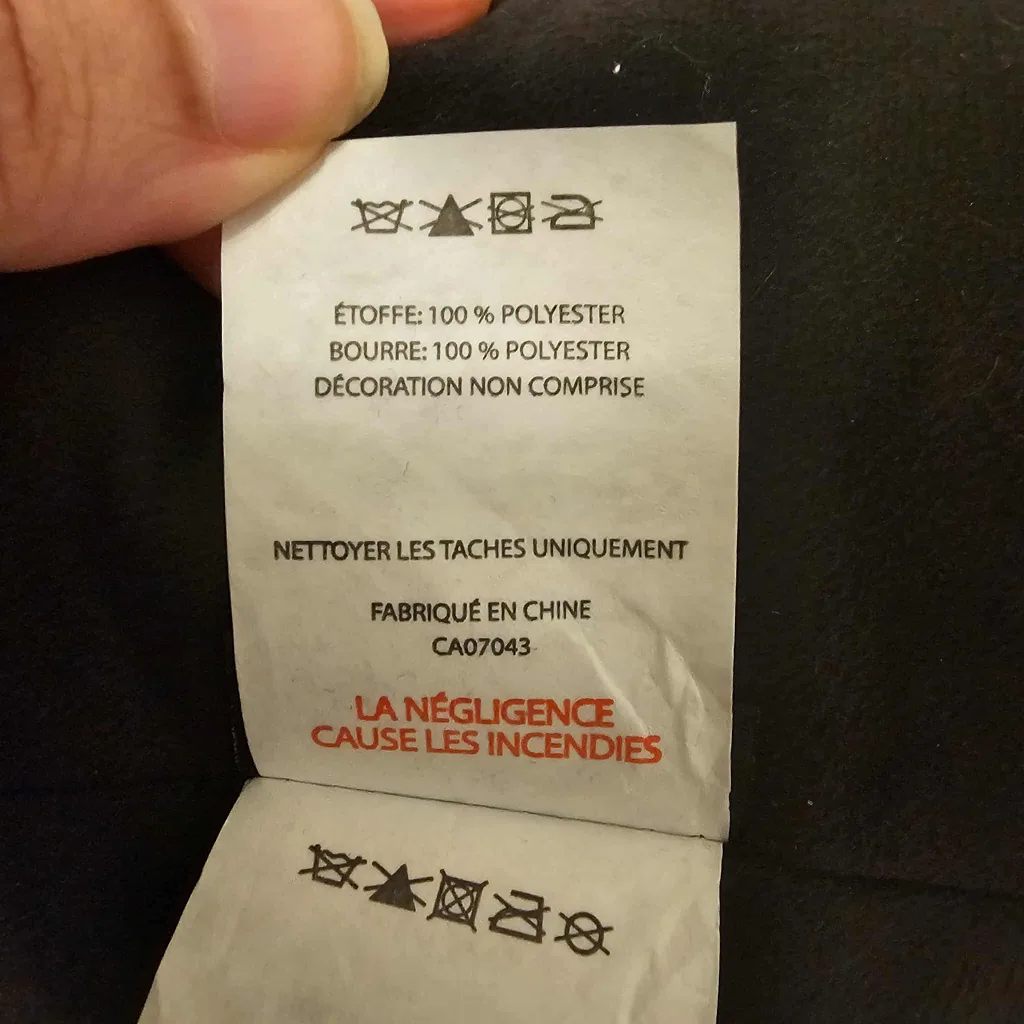 ÉTOFFE: 100 % POLYESTER
BOURRE: 100 % POLYESTER
DÉCORATION NON COMPRISE
NETTOYER LES TACHES UNIQUEMENT
FABRIQUÉ EN CHINE
CA07043
LA NÉGLIGENCE
CAUSE LES INCENDIES